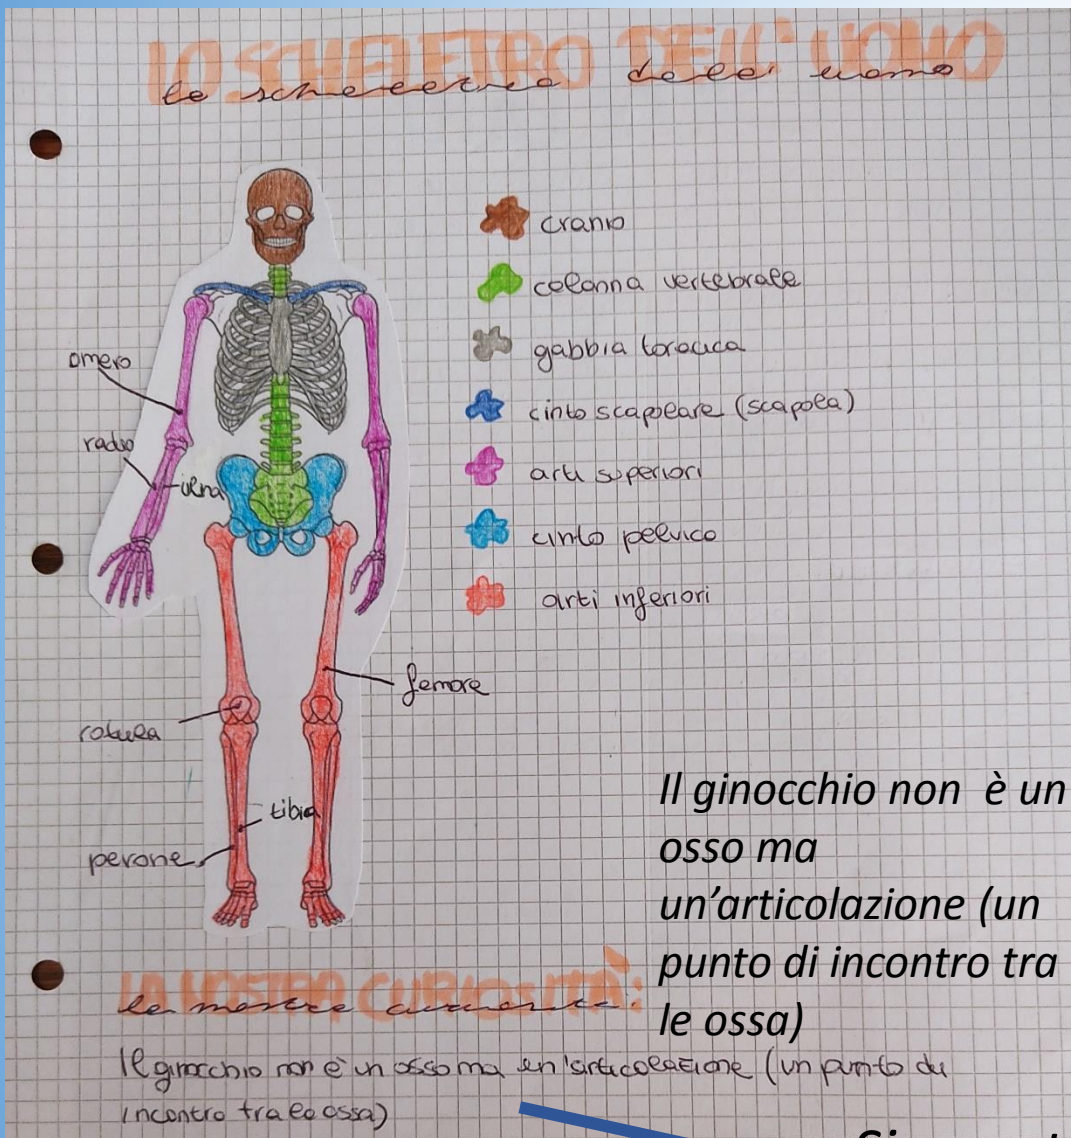 LO SCHELETRO DELL'UOMO
lo scheletro dell'uomo
cranio
colonna vertebrale
gabbia toracica
cinto scapolare (scapola)
arti superiori
cinto pelvico
arti inferiori
omero
radio
ulna
femore
rotula
tibia
perone
Il ginocchio non è un
osso ma
un'articolazione (un
punto di incontro tra
le ossa)
LA NOSTRA CURIOSITÀ:
la nostra curiosità:
Il ginocchio non è un osso ma un'articolazione (un punto di
incontro tra le ossa)